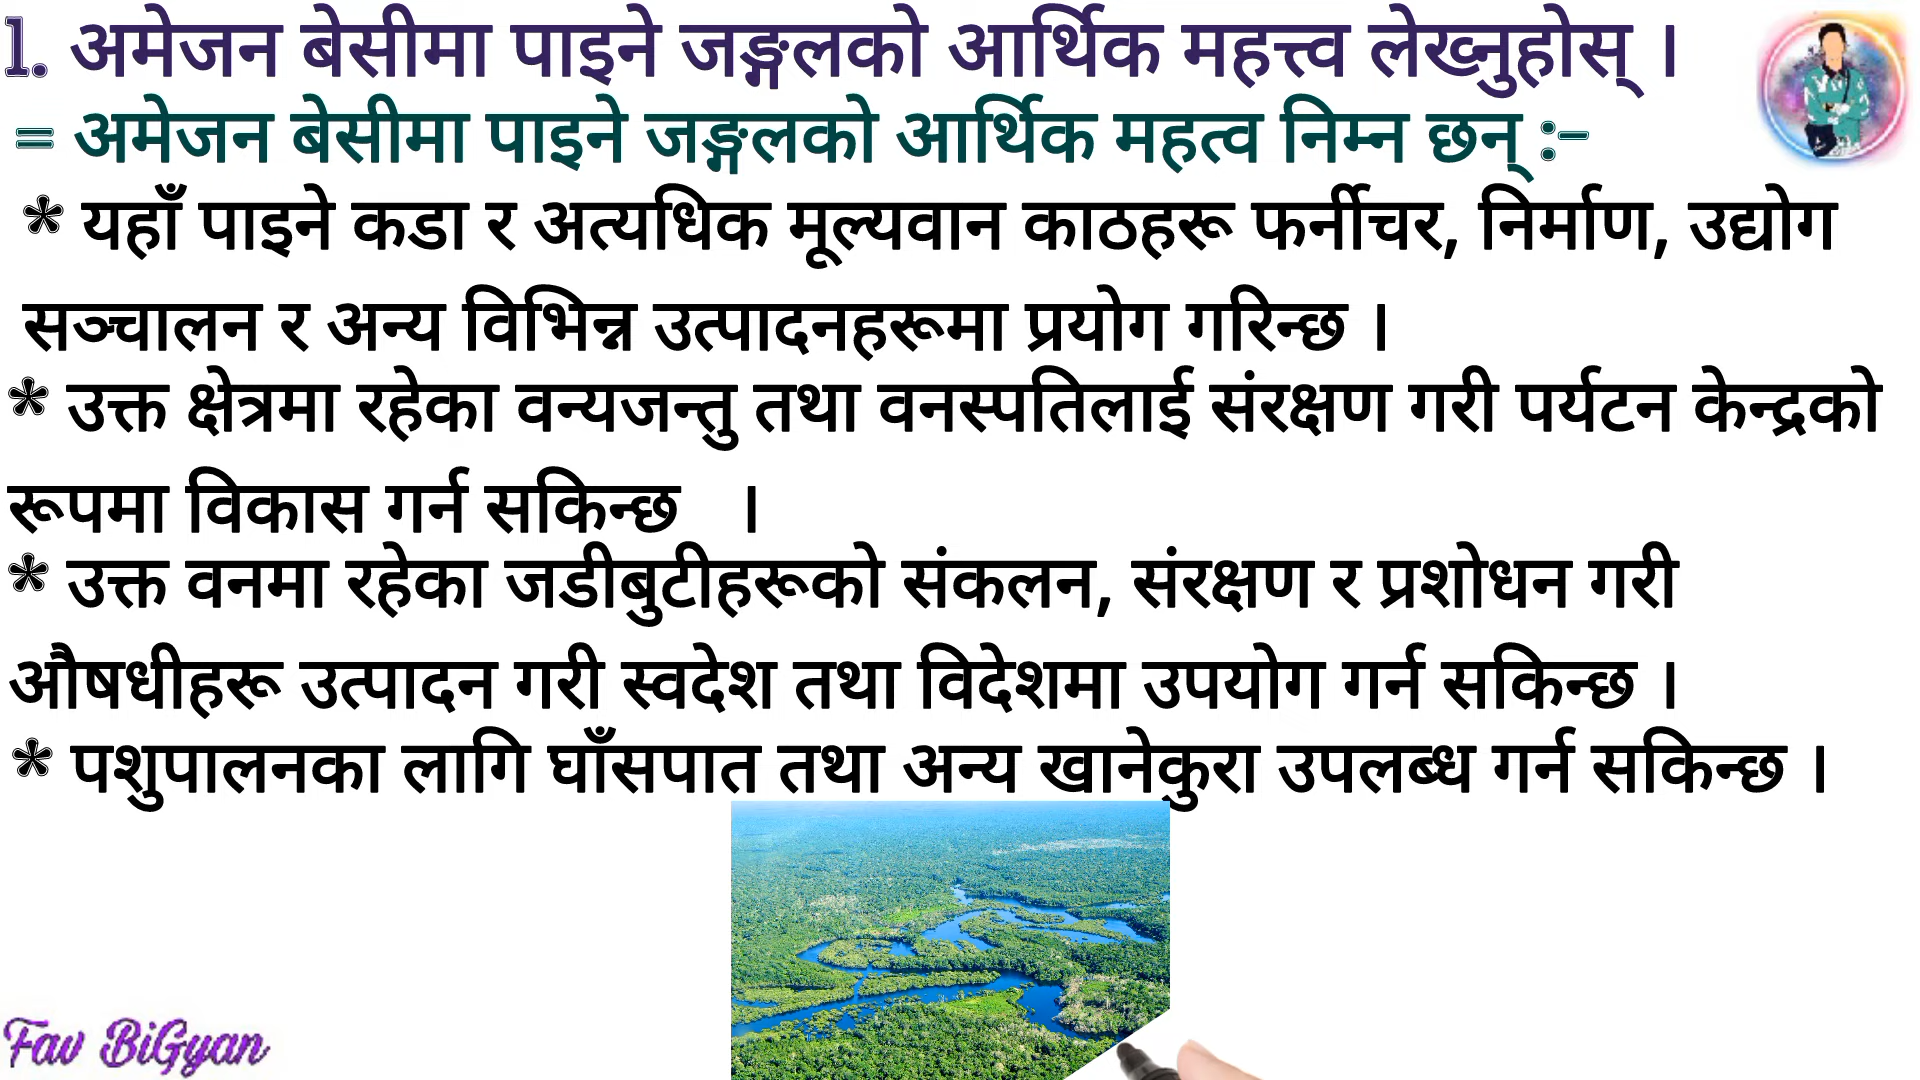 1. अमेजन बेसीमा पाइने जङ्गलको आर्थिक महत्त्व लेख्नुहोस् ।
= अमेजन बेसीमा पाइने जङ्गलको आर्थिक महत्व निम्न छन् :-
* यहाँ पाइने कडा र अत्यधिक मूल्यवान काठहरू फर्नीचर, निर्माण, उद्योग
सञ्चालन र अन्य विभिन्न उत्पादनहरूमा प्रयोग गरिन्छ ।
* उक्त क्षेत्रमा रहेका वन्यजन्तु तथा वनस्पतिलाई संरक्षण गरी पर्यटन केन्द्रको
रूपमा विकास गर्न सकिन्छ ।
* उक्त वनमा रहेका जडीबुटीहरूको संकलन, संरक्षण र प्रशोधन गरी
औषधीहरू उत्पादन गरी स्वदेश तथा विदेशमा उपयोग गर्न सकिन्छ ।
* पशुपालनका लागि घाँसपात तथा अन्य खानेकुरा उपलब्ध गर्न सकिन्छ ।
Fav BiGyan